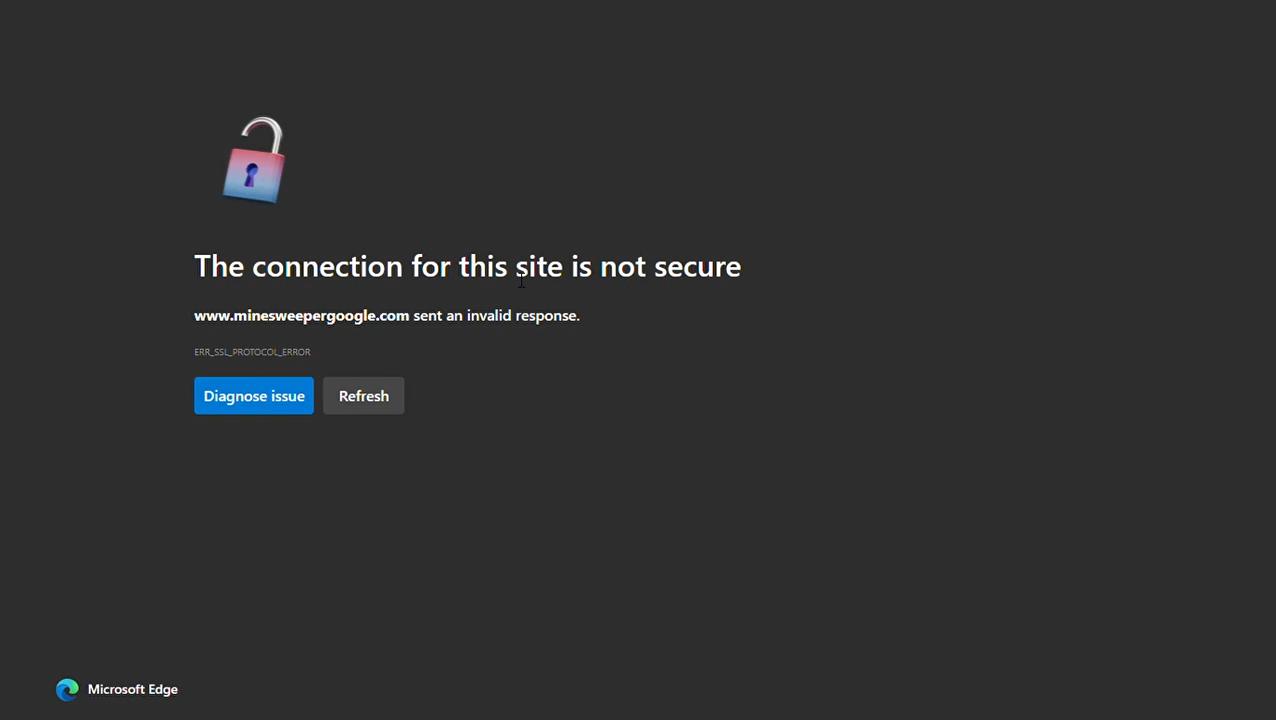 The connection for this site is not secure
www.minesweepergoogle.com sent an invalid response.
ERR_SSL_PROTOCOL_ERROR
Diagnose issue
Refresh
Microsoft Edge